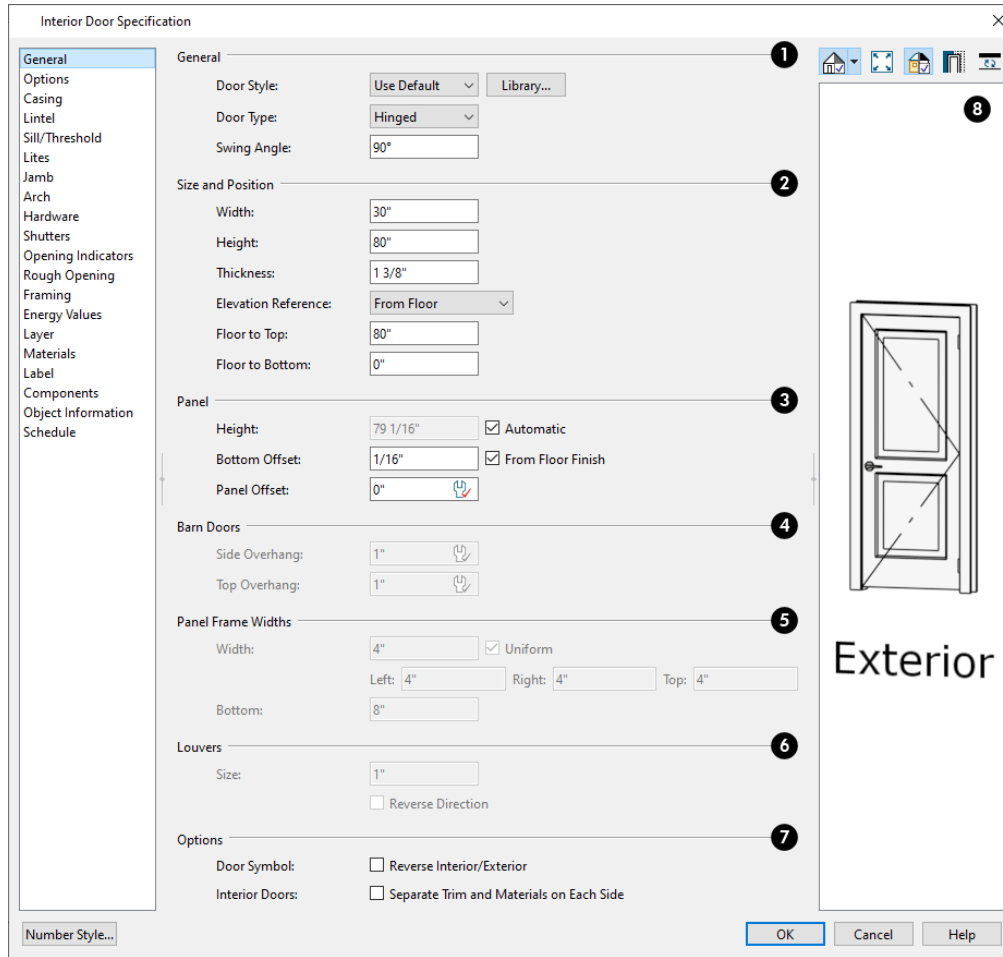 Interior Door Specification
General
Options
Casing
Lintel
Sill/Threshold
Lites
Jamb
Arch
Hardware
Shutters
Opening Indicators
Rough Opening
Framing
Energy Values
Layer
Materials
Label
Components
Object Information
Schedule
General 1
Door Style: Use Default Library...
Door Type: Hinged
Swing Angle: 90°
Size and Position 2
Width: 30"
Height: 80"
Thickness: 1 3/8"
Elevation Reference: From Floor
Floor to Top: 80"
Floor to Bottom: 0"
Panel 3
Height: 79 1/16" Automatic
Bottom Offset: 1/16" From Floor Finish
Panel Offset: 0"
Barn Doors 4
Side Overhang: 1"
Top Overhang: 1"
Panel Frame Widths 5
Width: 4" Uniform
Left: 4" Right: 4" Top: 4"
Bottom: 8"
Louvers 6
Size: 1"
Reverse Direction
Options 7
Door Symbol: Reverse Interior/Exterior
Interior Doors: Separate Trim and Materials on Each Side
8
Exterior
Number Style... OK Cancel Help